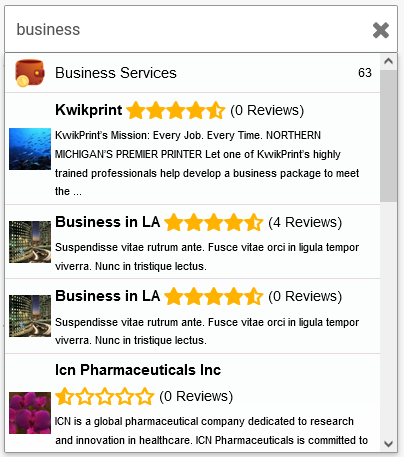 business
Business Services 63
Kwikprint (0 Reviews)
KwikPrint's Mission: Every Job. Every Time. NORTHERN
MICHIGAN'S PREMIER PRINTER Let one of KwikPrint's highly
trained professionals help develop a business package to meet
the ...
Business in LA (4 Reviews)
Suspendisse vitae rutrum ante. Fusce vitae orci in ligula tempor
viverra. Nunc in tristique lectus.
Business in LA (0 Reviews)
Suspendisse vitae rutrum ante. Fusce vitae orci in ligula tempor
viverra. Nunc in tristique lectus.
Icn Pharmaceuticals Inc
(0 Reviews)
ICN is a global pharmaceutical company dedicated to research
and innovation in healthcare. ICN Pharmaceuticals is committed to